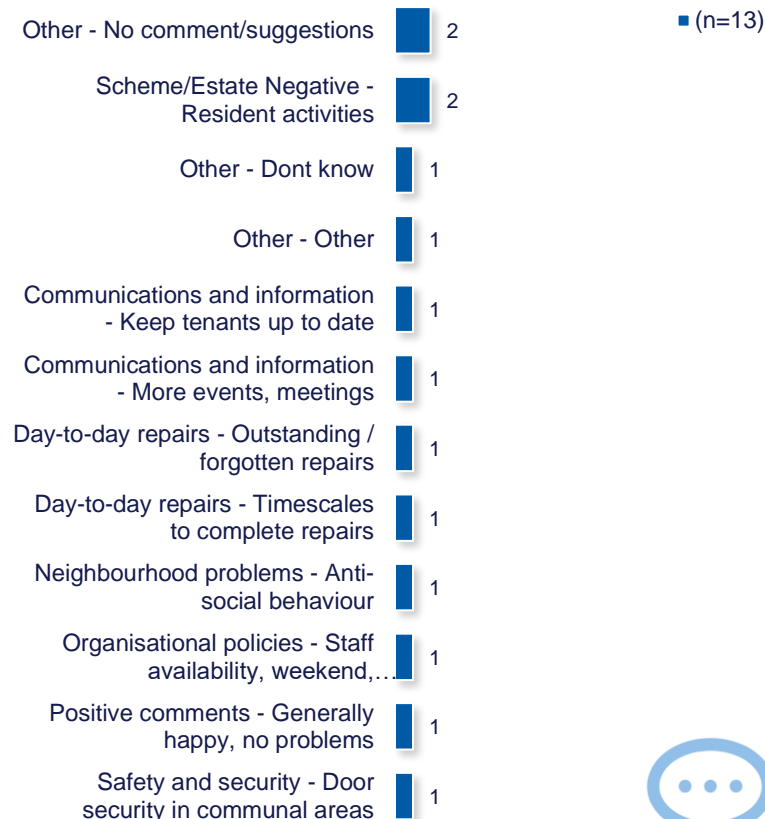 Other - No comment/suggestions 2
(n=13)
Scheme/Estate Negative -
Resident activities 2
Other - Dont know 1
Other - Other 1
Communications and information
- Keep tenants up to date 1
Communications and information
- More events, meetings 1
Day-to-day repairs - Outstanding /
forgotten repairs 1
Day-to-day repairs - Timescales
to complete repairs 1
Neighbourhood problems - Anti-
social behaviour 1
Organisational policies - Staff
availability, weekend,… 1
Positive comments - Generally
happy, no problems 1
Safety and security - Door
security in communal areas 1